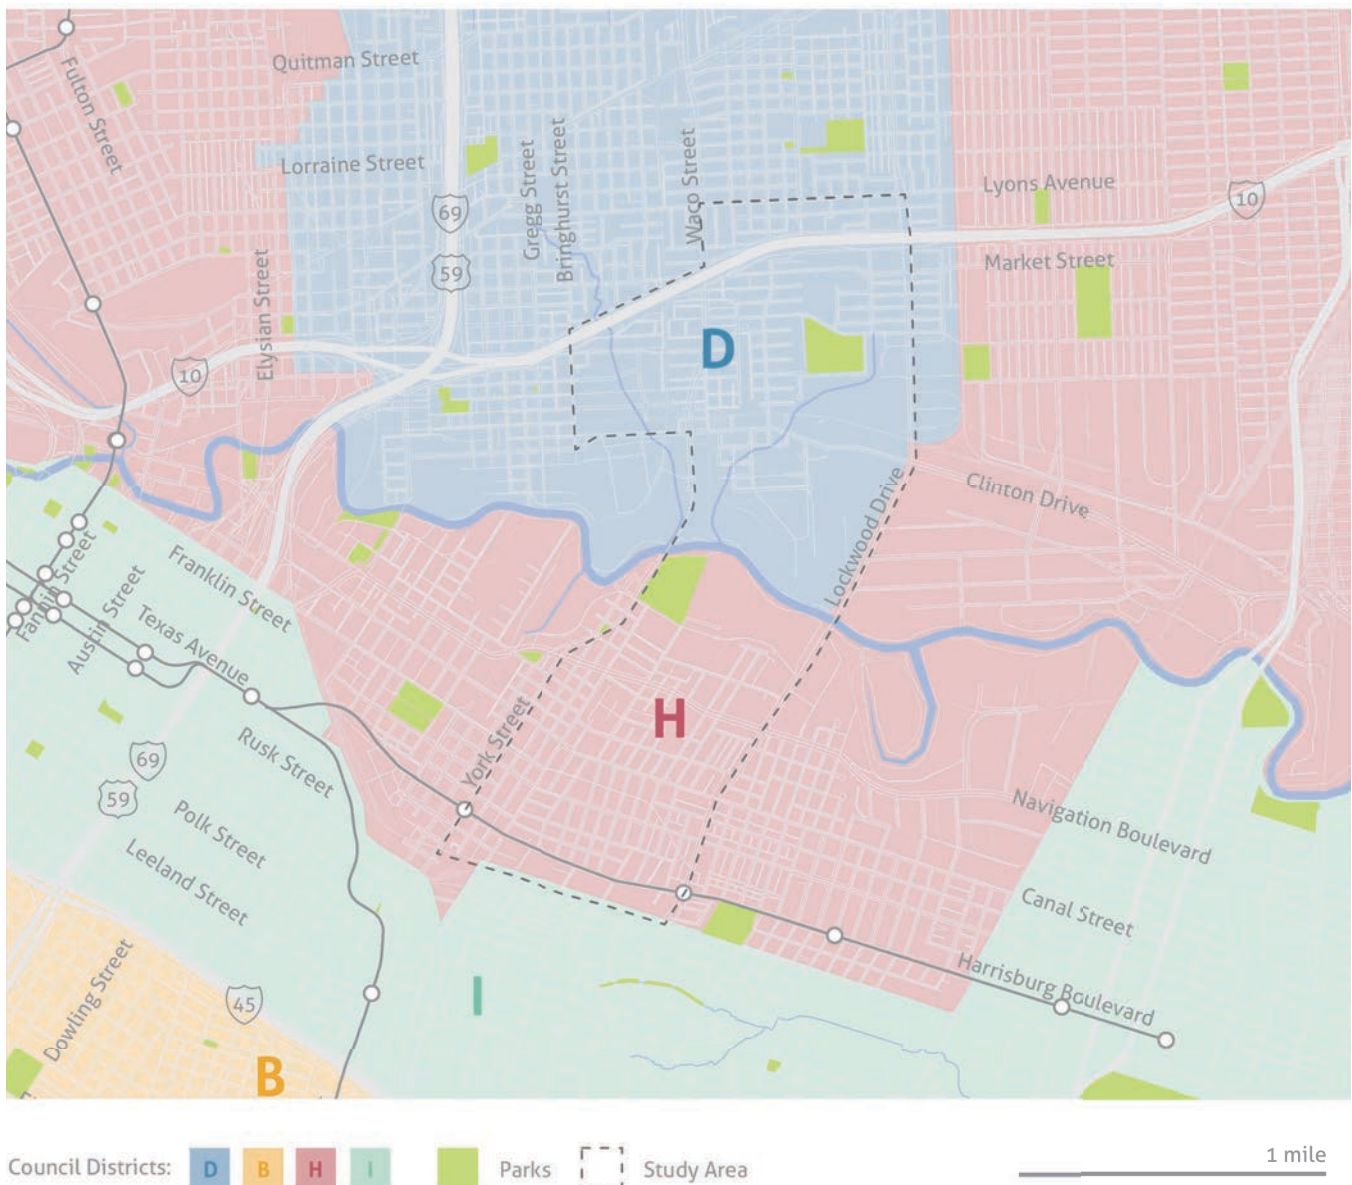 Quitman Street
Fulton Street
Lorraine Street
Gregg Street
Bringhurst Street
Waco Street
Lyons Avenue
10
69
59
Market Street
Elysian Street
D
10
Clinton Drive
Lockwood Drive
Franklin Street
Fannin Street
Austin Street
Texas Avenue
H
York Street
Rusk Street
69
59
Polk Street
Navigation Boulevard
Leeland Street
Canal Street
Dowling Street
45
I
Harrisburg Boulevard
B
Council Districts: D B H I Parks Study Area
1 mile